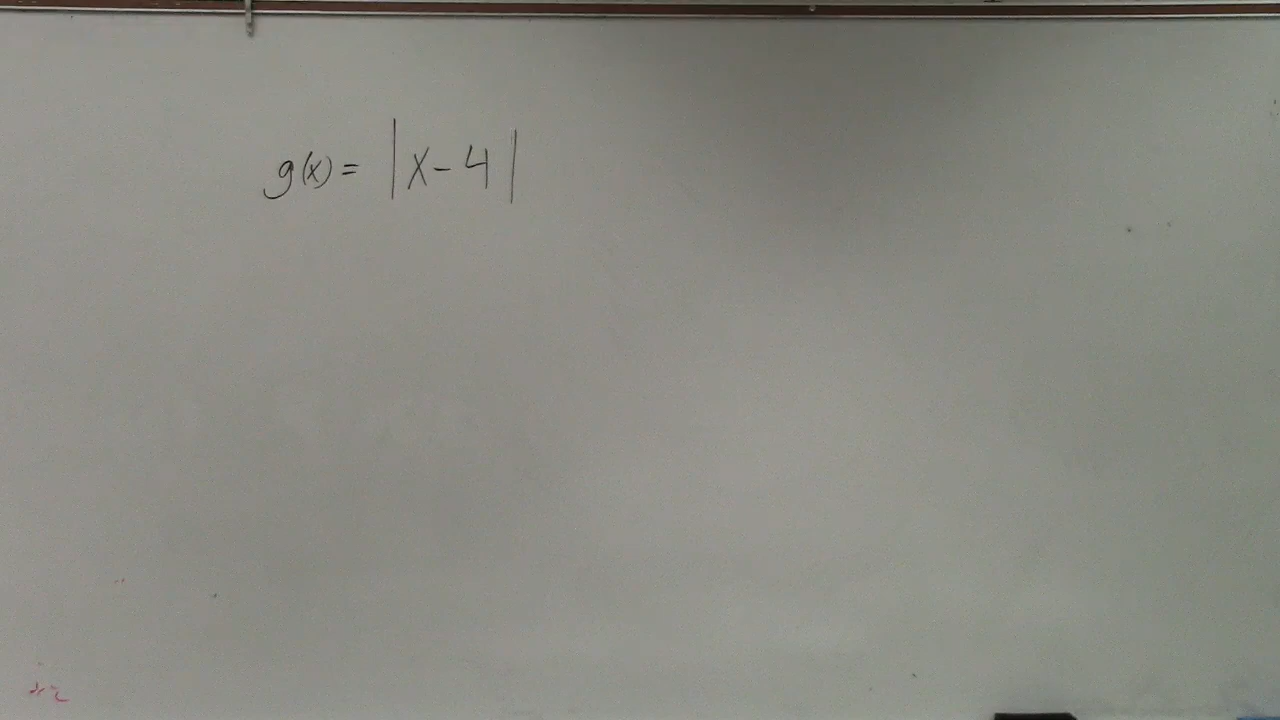 g(x) = |x - 4|